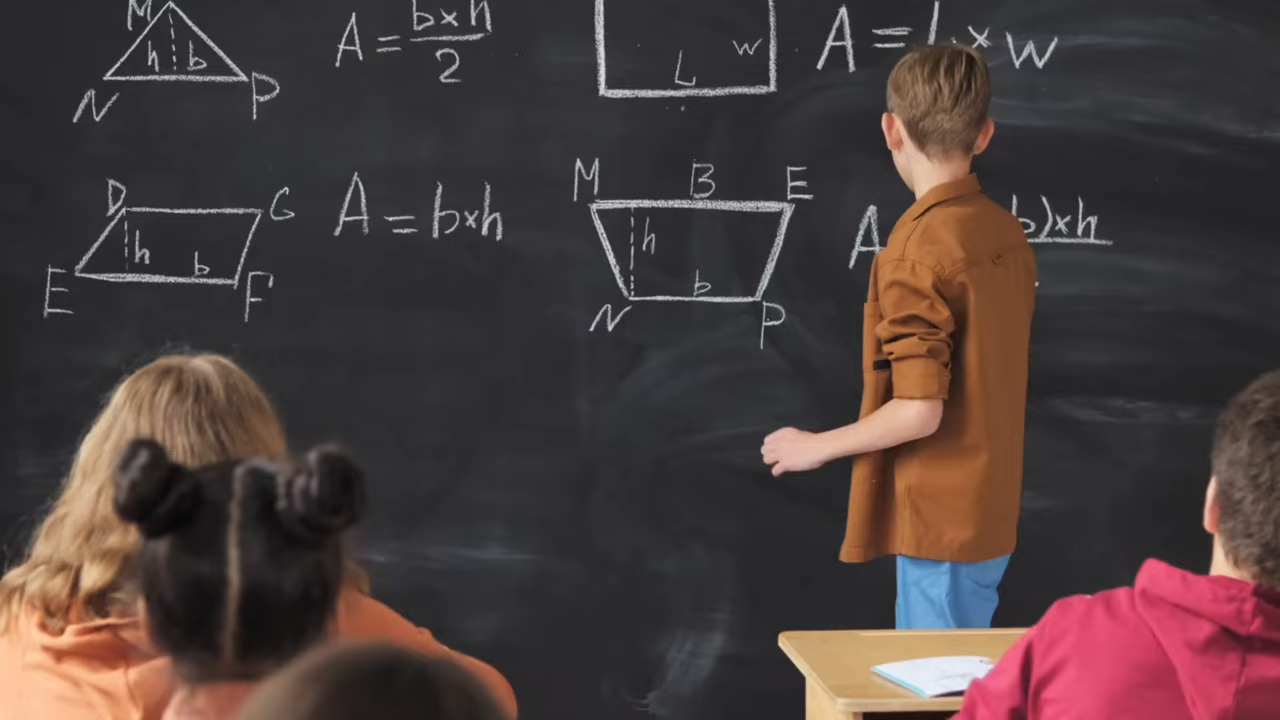 M
h b
N P
A = b×h
2
L w
A = L × w
D G
h
b
E F
A = b×h
M B E
h
b
N P
A b)×h